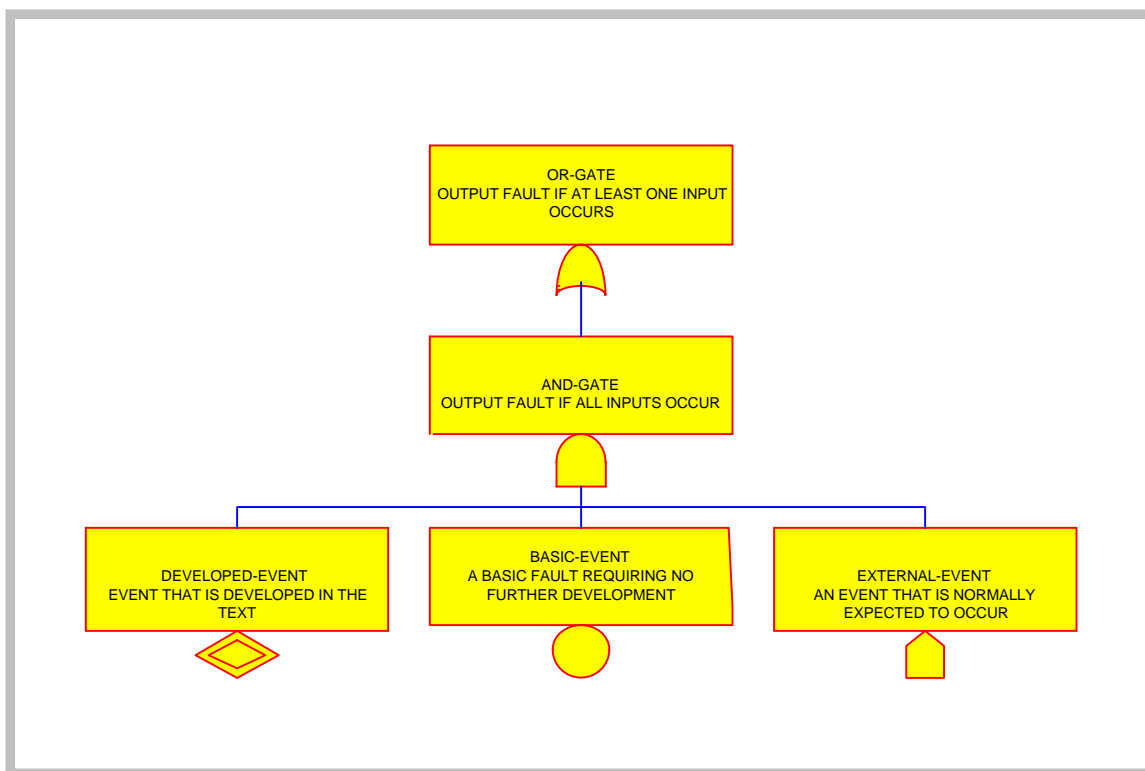 OR-GATE
OUTPUT FAULT IF AT LEAST ONE INPUT
OCCURS
AND-GATE
OUTPUT FAULT IF ALL INPUTS OCCUR
DEVELOPED-EVENT
EVENT THAT IS DEVELOPED IN THE
TEXT
BASIC-EVENT
A BASIC FAULT REQUIRING NO
FURTHER DEVELOPMENT
EXTERNAL-EVENT
AN EVENT THAT IS NORMALLY
EXPECTED TO OCCUR